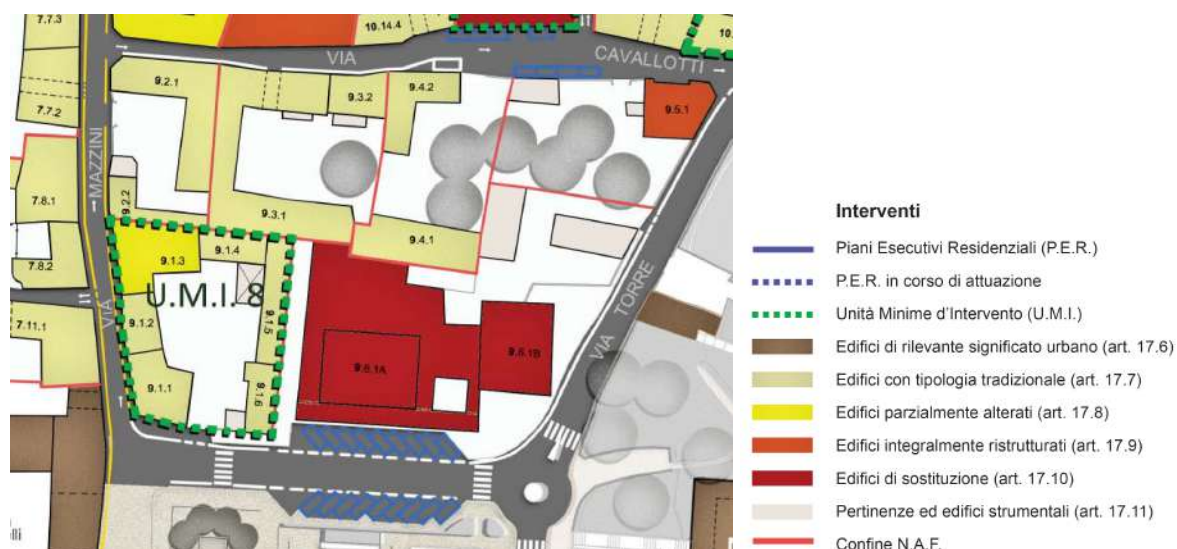 7.7.3
10.14.4
10.
VIA
CAVALLOTTI
9.2.1
9.3.2
9.4.2
9.5.1
7.7.2
MAZZINI
7.8.1
9.2.2
9.3.1
9.4.1
9.1.3
9.1.4
7.8.2
U.M.I. 8
VIA
TORRE
9.1.5
9.1.2
7.11.1
VIA
9.6.1A
9.6.1B
9.1.1
9.1.6
Interventi
Piani Esecutivi Residenziali (P.E.R.)
P.E.R. in corso di attuazione
Unità Minime d'Intervento (U.M.I.)
Edifici di rilevante significato urbano (art. 17.6)
Edifici con tipologia tradizionale (art. 17.7)
Edifici parzialmente alterati (art. 17.8)
Edifici integralmente ristrutturati (art. 17.9)
Edifici di sostituzione (art. 17.10)
Pertinenze ed edifici strumentali (art. 17.11)
Confine N.A.F.